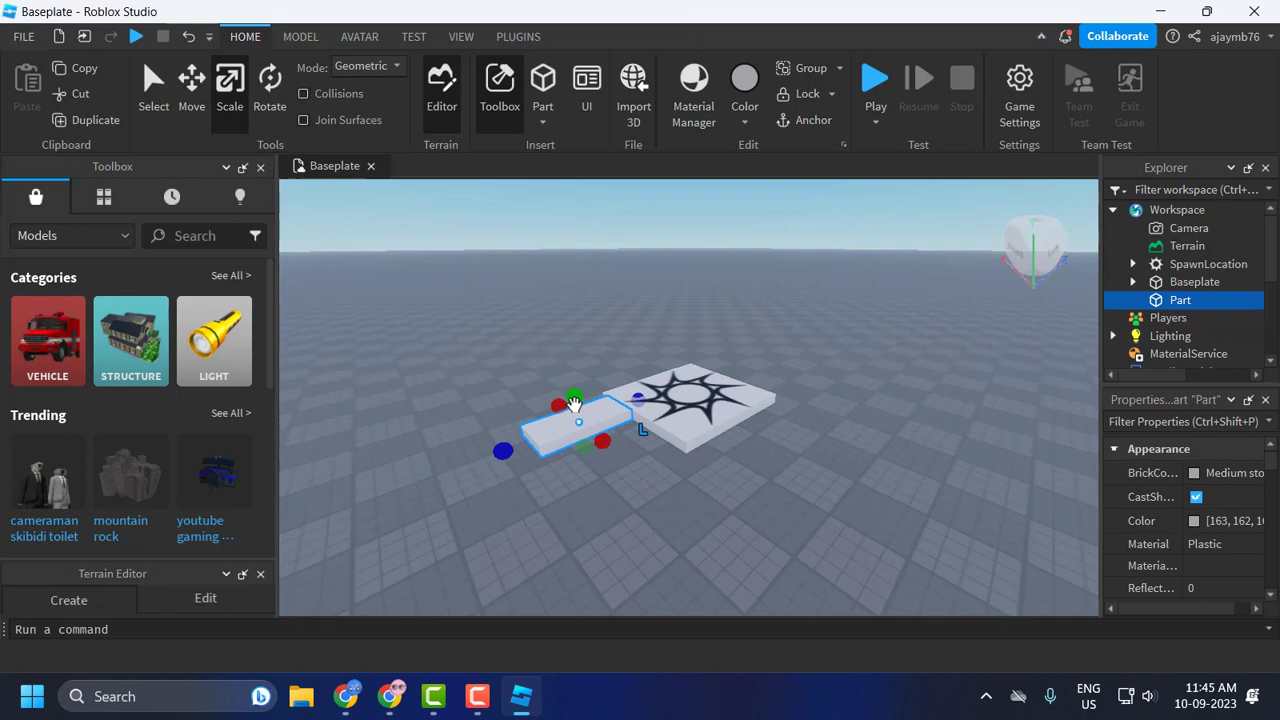 Baseplate - Roblox Studio
FILE HOME MODEL AVATAR TEST VIEW PLUGINS Collaborate ajaymb76
Paste Copy Cut Duplicate
Select Move Scale Rotate
Mode: Geometric
Collisions
Join Surfaces
Editor Toolbox Part UI Import 3D
Material Manager Color Group Lock Anchor
Play Resume Stop Game Settings Team Test Exit Game
Clipboard Tools Terrain Insert File Edit Test Settings Team Test
Toolbox
Baseplate
Models Search
Categories See All >
VEHICLE STRUCTURE LIGHT
Trending See All >
cameraman skibidi toilet
mountain rock
youtube gaming ...
Terrain Editor
Create Edit
Run a command
L
Explorer
Filter workspace (Ctrl+...
Workspace
Camera
Terrain
SpawnLocation
Baseplate
Part
Players
Lighting
MaterialService
Properties...art "Part"
Filter Properties (Ctrl+Shift+P)
Appearance
BrickCo... Medium sto
CastSh...
Color [163, 162, 1
Material Plastic
Materia...
Reflect... 0
Search
ENG US
11:45 AM
10-09-2023